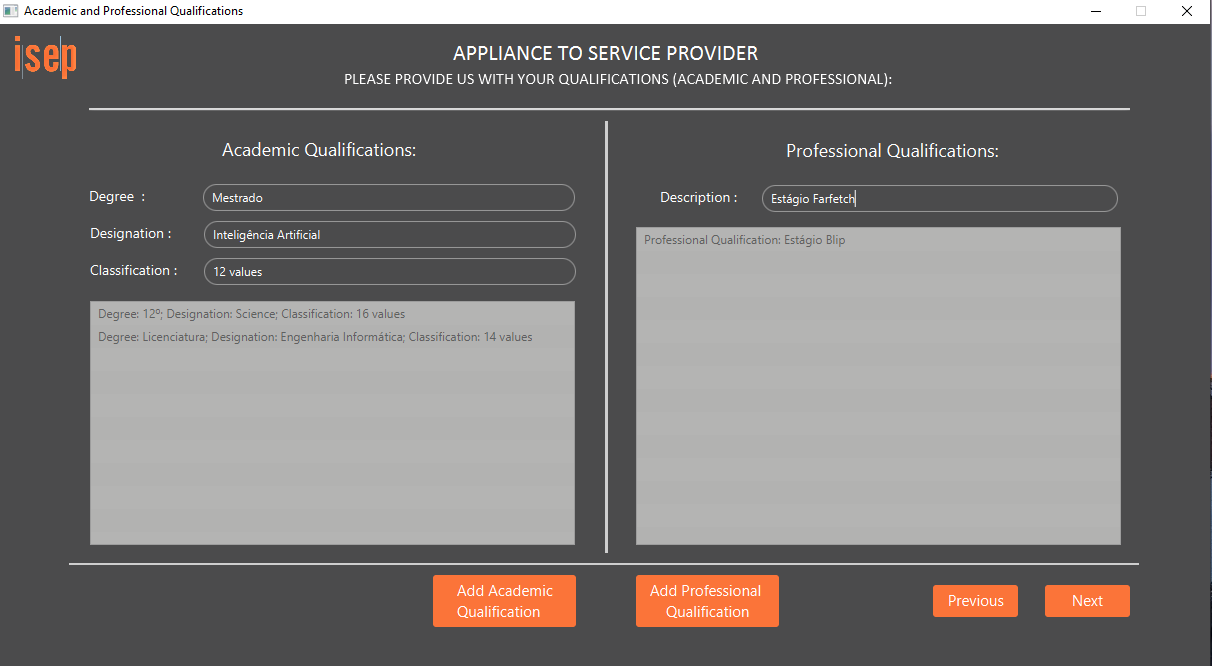 Academic and Professional Qualifications
isep
APPLIANCE TO SERVICE PROVIDER
PLEASE PROVIDE US WITH YOUR QUALIFICATIONS (ACADEMIC AND PROFESSIONAL):
Academic Qualifications:
Degree :
Mestrado
Designation :
Inteligência Artificial
Classification :
12 values
Degree: 12º; Designation: Science; Classification: 16 values
Degree: Licenciatura; Designation: Engenharia Informática; Classification: 14 values
Professional Qualifications:
Description :
Estágio Farfetch
Professional Qualification: Estágio Blip
Add Academic
Qualification
Add Professional
Qualification
Previous
Next